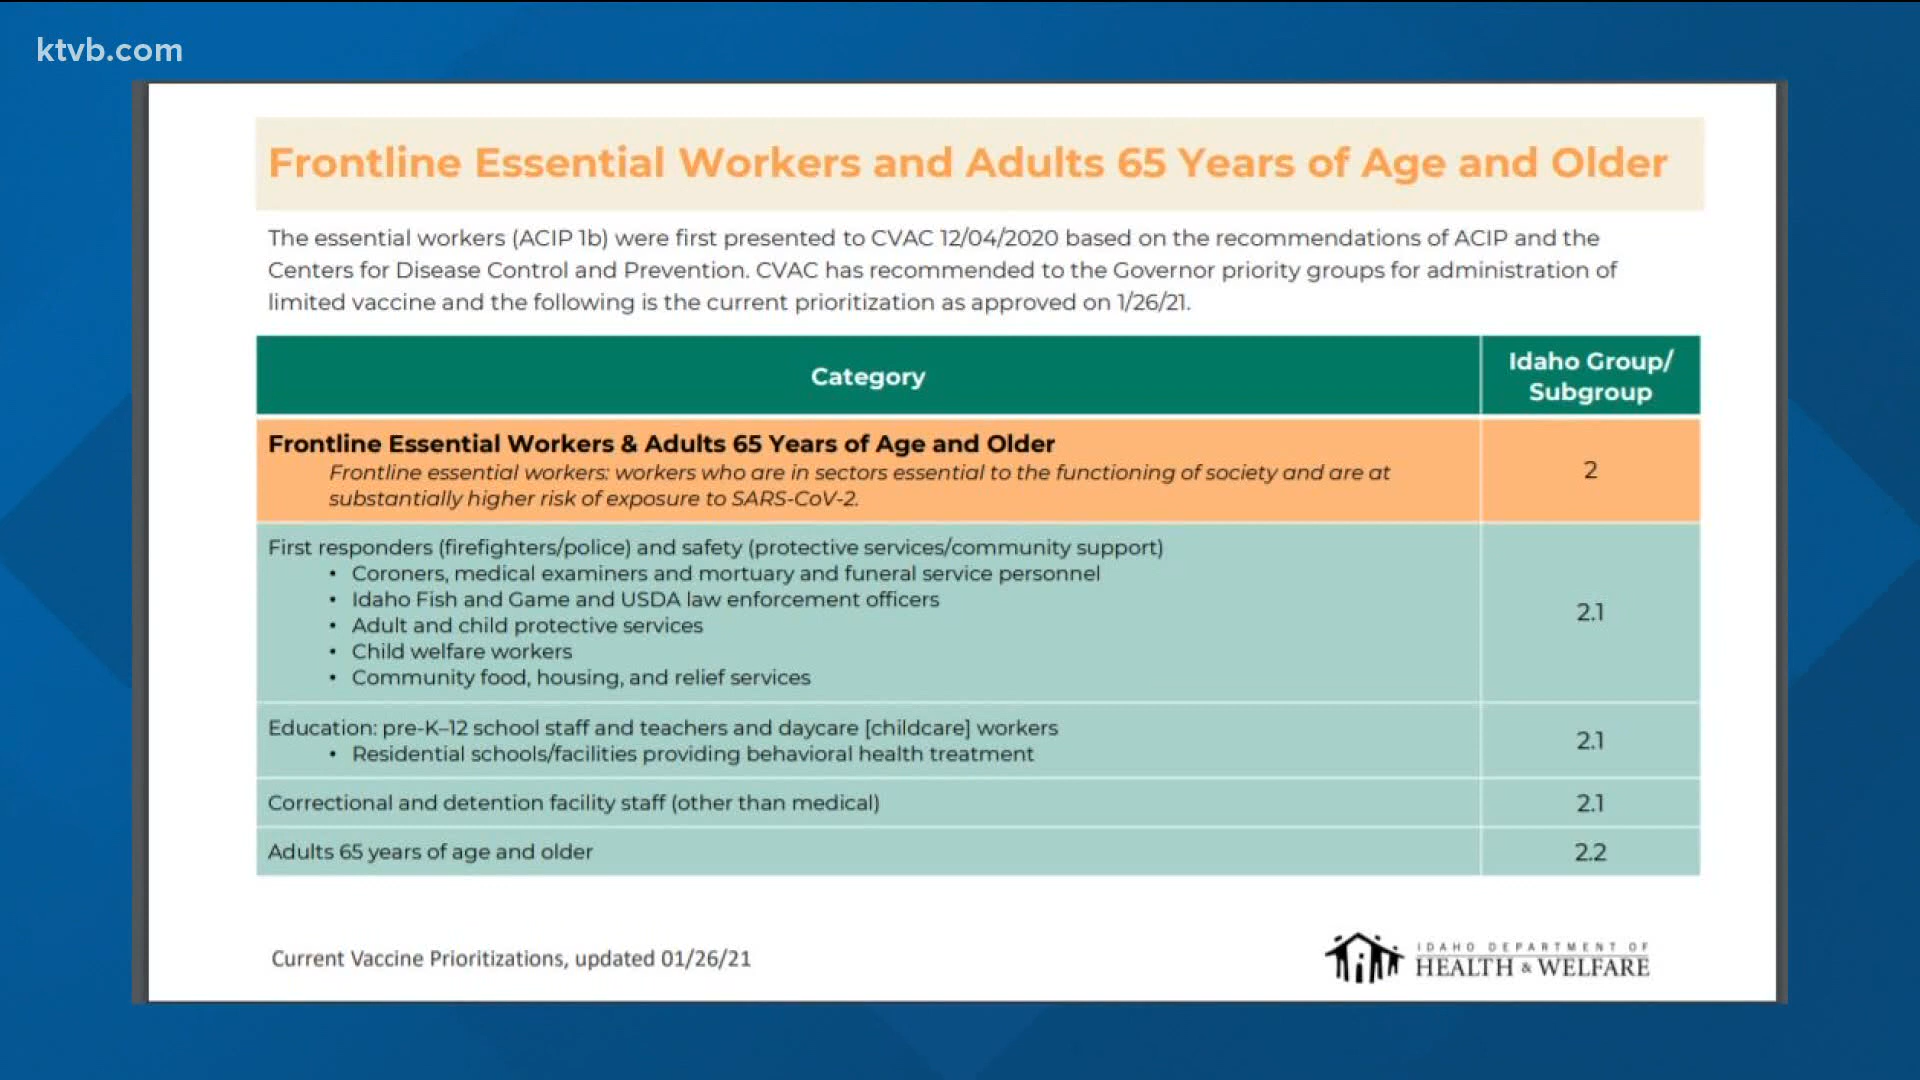 ktvb.com
Frontline Essential Workers and Adults 65 Years of Age and Older
The essential workers (ACIP 1b) were first presented to CVAC 12/04/2020 based on the recommendations of ACIP and the
Centers for Disease Control and Prevention. CVAC has recommended to the Governor priority groups for administration of
limited vaccine and the following is the current prioritization as approved on 1/26/21.
Category
Idaho Group/
Subgroup
Frontline Essential Workers & Adults 65 Years of Age and Older
Frontline essential workers: workers who are in sectors essential to the functioning of society and are at
substantially higher risk of exposure to SARS-CoV-2.
2
First responders (firefighters/police) and safety (protective services/community support)
• Coroners, medical examiners and mortuary and funeral service personnel
• Idaho Fish and Game and USDA law enforcement officers
• Adult and child protective services
• Child welfare workers
• Community food, housing, and relief services
2.1
Education: pre-K–12 school staff and teachers and daycare [childcare] workers
• Residential schools/facilities providing behavioral health treatment
2.1
Correctional and detention facility staff (other than medical)
2.1
Adults 65 years of age and older
2.2
Current Vaccine Prioritizations, updated 01/26/21
IDAHO DEPARTMENT OF
HEALTH & WELFARE